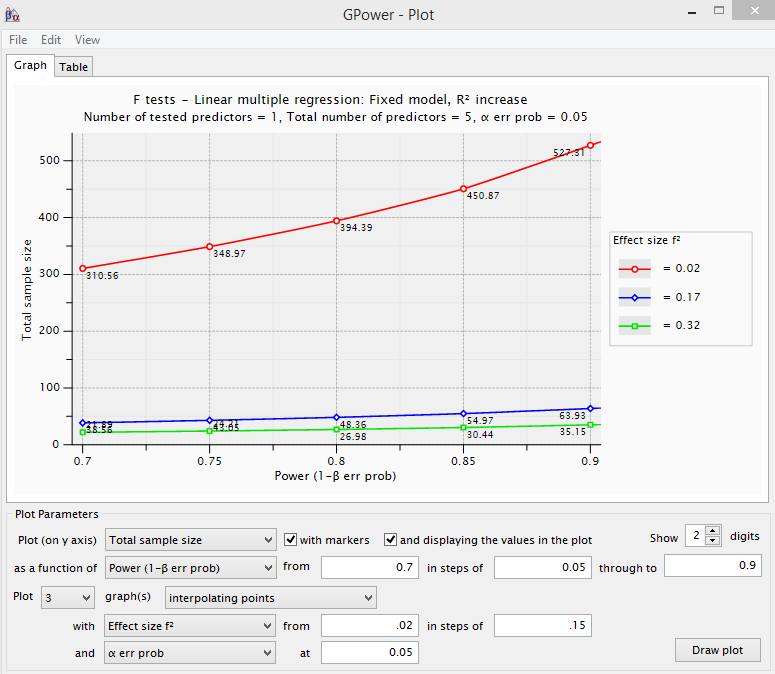 GPower - Plot
File Edit View
Graph Table
F tests - Linear multiple regression: Fixed model, R² increase
Number of tested predictors = 1, Total number of predictors = 5, α err prob = 0.05
Total sample size
500
400
300
200
100
0
310.56
348.97
394.39
450.87
527.31
48.36
54.97
63.93
26.98
30.44
35.15
0.7 0.75 0.8 0.85 0.9
Power (1-β err prob)
Effect size f²
= 0.02
= 0.17
= 0.32
Plot Parameters
Plot (on y axis) Total sample size with markers and displaying the values in the plot Show 2 digits
as a function of Power (1-β err prob) from 0.7 in steps of 0.05 through to 0.9
Plot 3 graph(s) interpolating points
with Effect size f² from .02 in steps of .15
and α err prob at 0.05 Draw plot